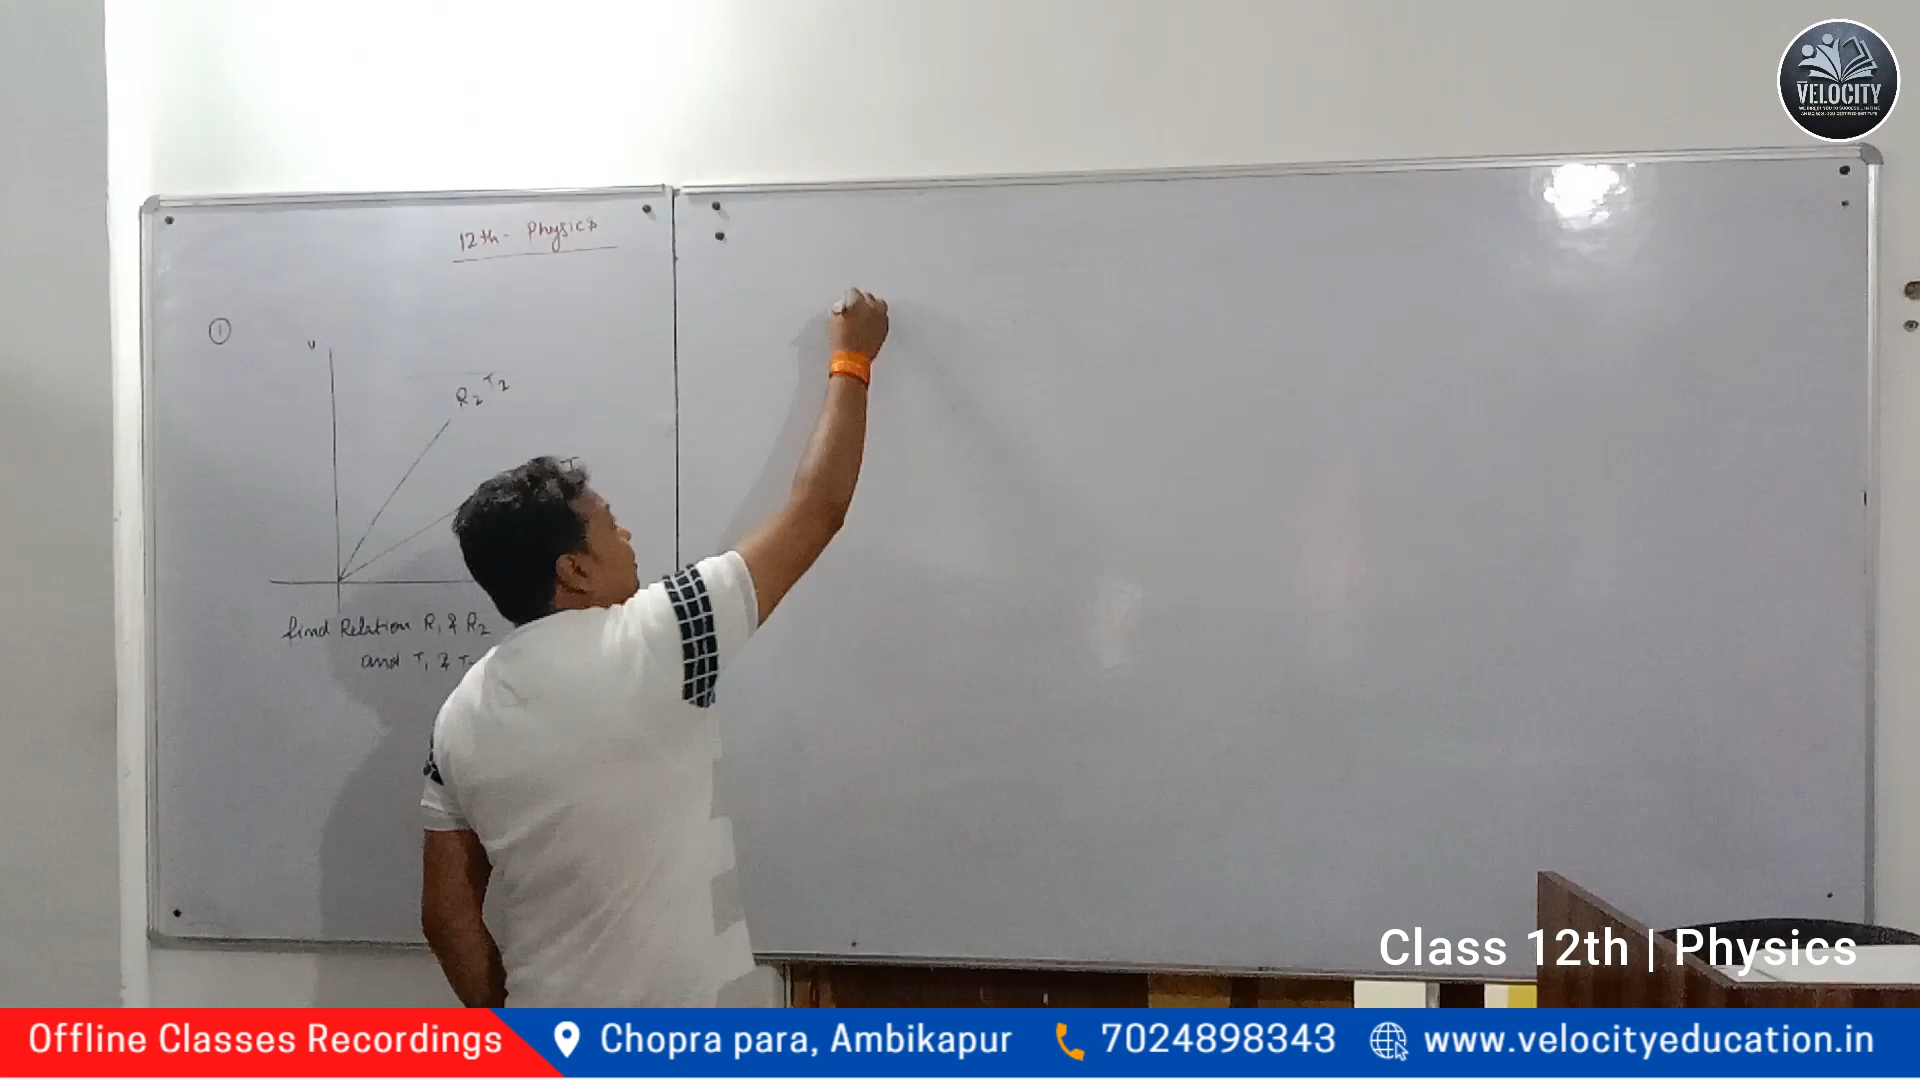 VELOCITY
12th - Physics
①
R₂ T₂
T
find Relation R₁ & R₂
and T₁ & T
Class 12th | Physics
Offline Classes Recordings
Chopra para, Ambikapur
7024898343
www.velocityeducation.in